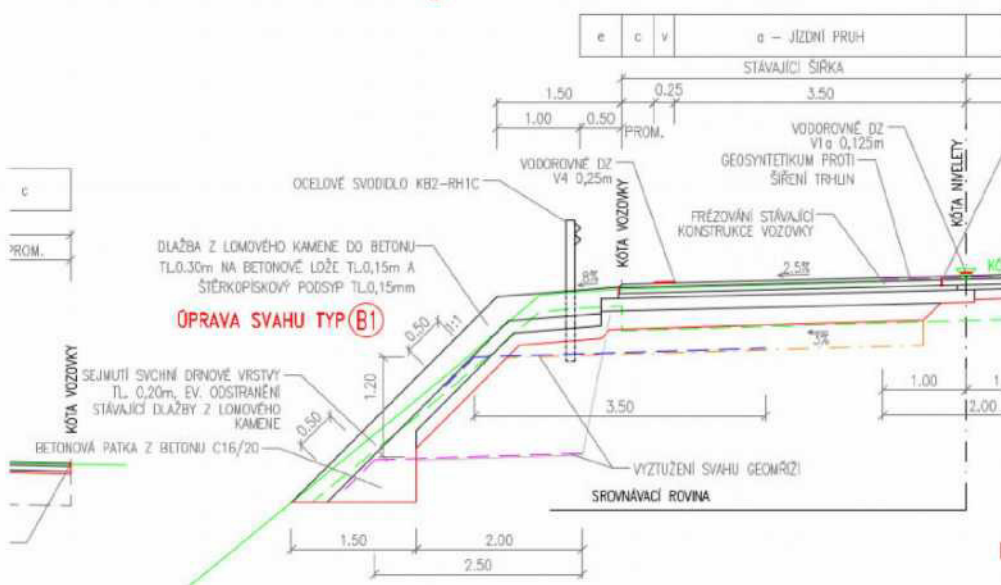 e c v a – JÍZDNÍ PRUH
STÁVAJÍCÍ ŠÍŘKA
1.50 0.25 3.50
1.00 0.50
PROM.
VODOROVNÉ DZ
V1a 0,125m
VODOROVNÉ DZ
V4 0,25m
GEOSYNTETIKUM PROTI
ŠÍŘENÍ TRHLIN
OCELOVÉ SVODIDLO KB2-RH1C
c
PROM.
KÓTA VOZOVKY
KÓTA NIVELETY
FRÉZOVÁNÍ STÁVAJÍCÍ
KONSTRUKCE VOZOVKY
DLAŽBA Z LOMOVÉHO KAMENE DO BETONU
TL.0.30m NA BETONOVÉ LOŽE TL.0,15m A
ŠTĚRKOPÍSKOVÝ PODSYP TL.0,15mm
8%
2.5%
ÚPRAVA SVAHU TYP B1
0.50
1:1
3%
KÓTA VOZOVKY
SEJMUTÍ SVCHNÍ DRNOVÉ VRSTVY
TL. 0,20m, EV. ODSTRANĚNÍ
STÁVAJÍCÍ DLAŽBY Z LOMOVÉHO
KAMENE
1.20
0.50
3.50
1.00
2.00
BETONOVÁ PATKA Z BETONU C16/20
VYZTUŽENÍ SVAHU GEOMŘÍŽÍ
SROVNÁVACÍ ROVINA
1.50 2.00
2.50